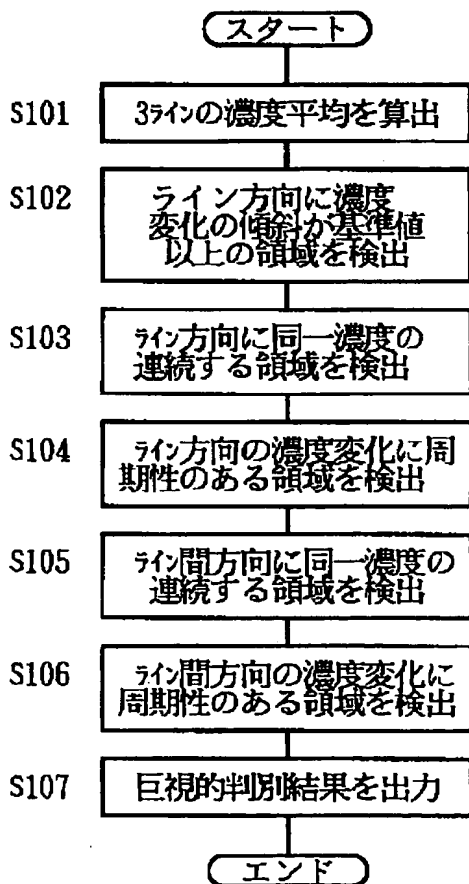 スタート
S101
3ラインの濃度平均を算出
S102
ライン方向に濃度
変化の傾斜が基準値
以上の領域を検出
S103
ライン方向に同一濃度の
連続する領域を検出
S104
ライン方向の濃度変化に周
期性のある領域を検出
S105
ライン間方向に同一濃度の
連続する領域を検出
S106
ライン間方向の濃度変化に
周期性のある領域を検出
S107
巨視的判別結果を出力
エンド